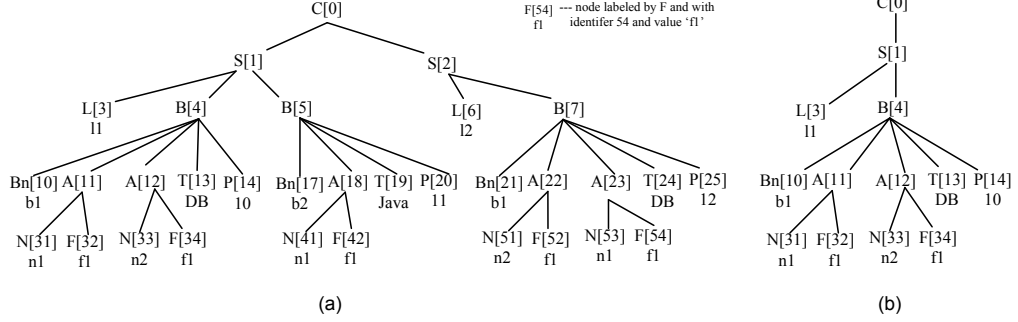 C[0]
F[54] --- node labeled by F and with
f1 identifer 54 and value ‘f1’
C[0]
S[1] S[2] S[1]
L[3] B[4] B[5] L[6] B[7] L[3] B[4]
l1 l2 l1
Bn[10] A[11] A[12] T[13] P[14] Bn[17] A[18] T[19] P[20] Bn[21] A[22] A[23] T[24] P[25] Bn[10] A[11] A[12] T[13] P[14]
b1 DB 10 b2 Java 11 b1 DB 12 b1 DB 10
N[31] F[32] N[33] F[34] N[41] F[42] N[51] F[52] N[53] F[54] N[31] F[32] N[33] F[34]
n1 f1 n2 f1 n1 f1 n2 f1 n1 f1 n1 f1 n2 f1
(a) (b)